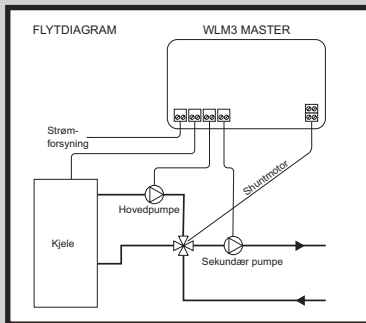 FLYTDIAGRAM
WLM3 MASTER
Strøm-
forsyning
Shuntmotor
Hovedpumpe
Kjele
Sekundær pumpe